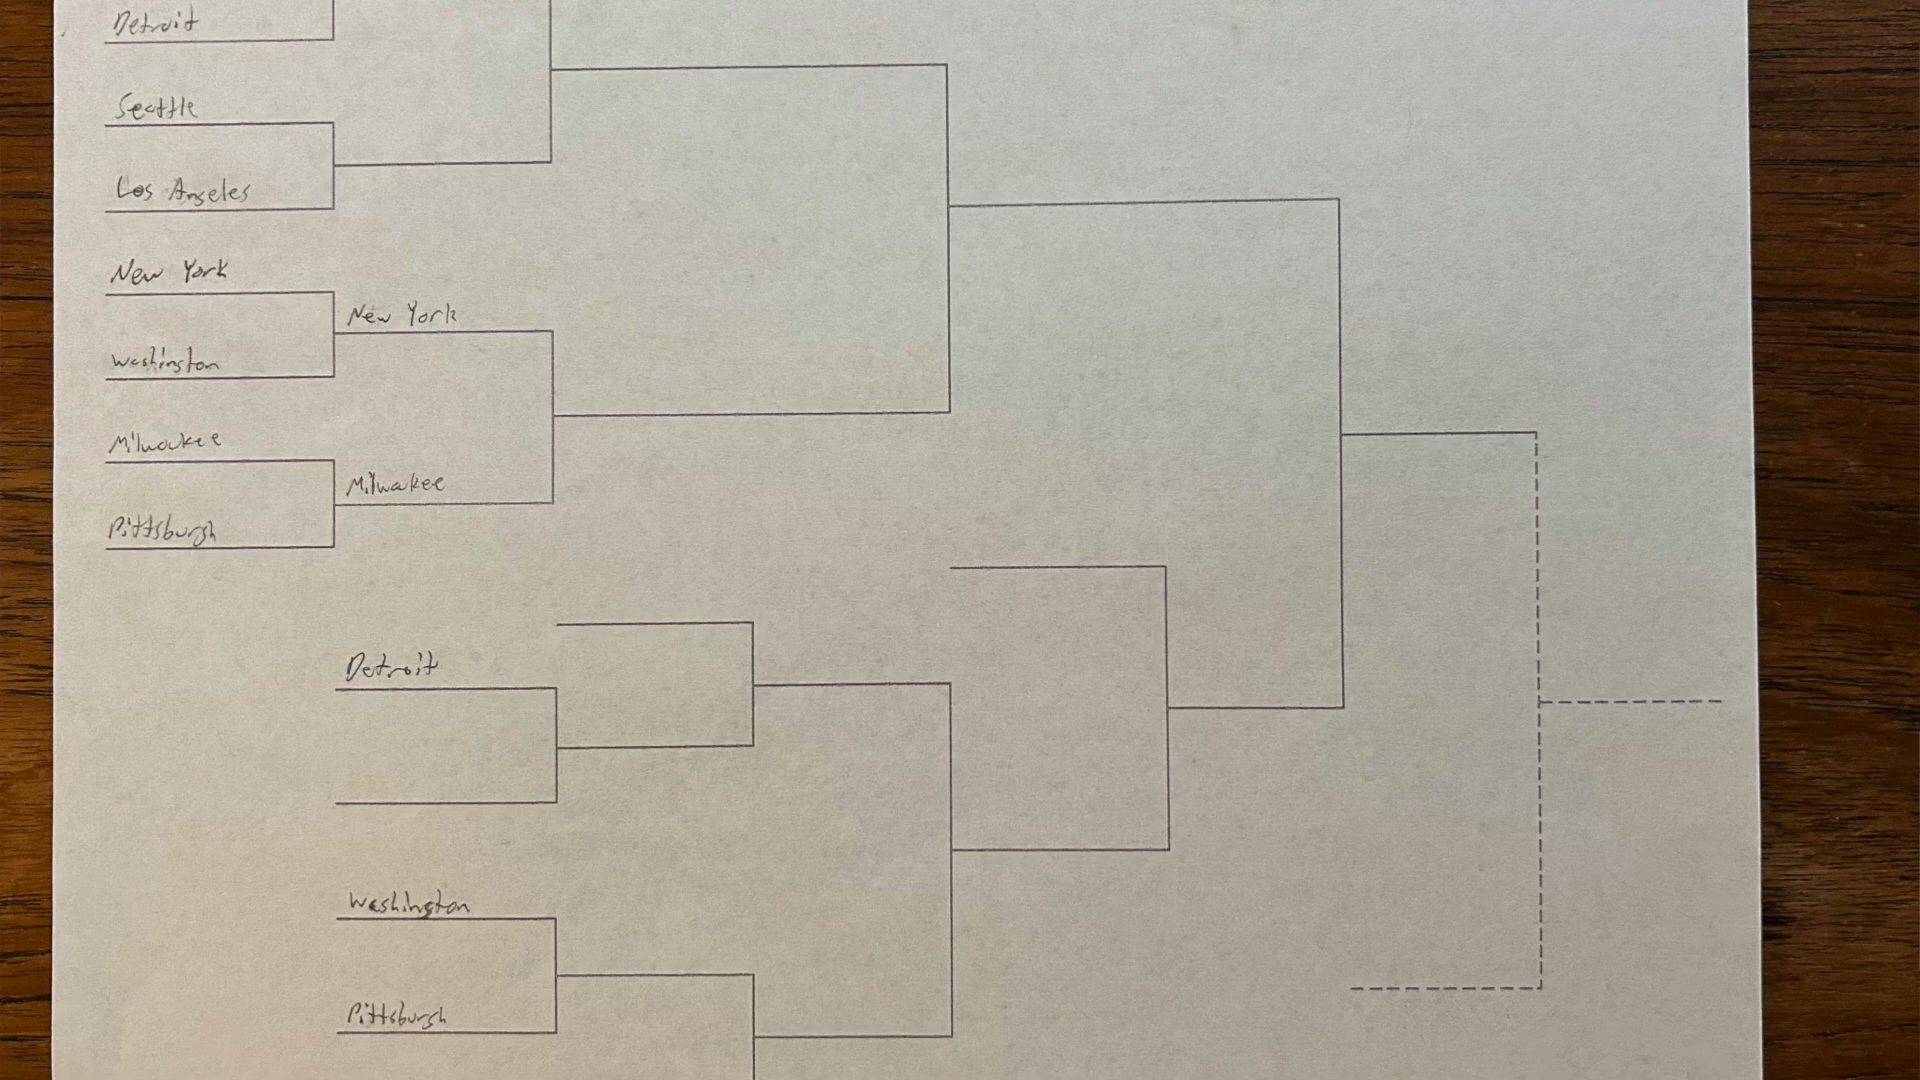 Detroit
Seattle
Los Angeles
New York
New York
Washington
Milwaukee
Milwakee
Pittsburgh
Detroit
Washington
Pittsburgh